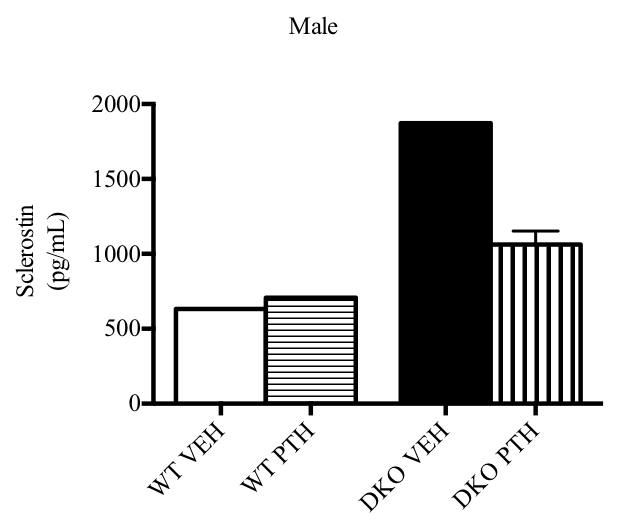 Male
Sclerostin
(pg/mL)
2000
1500
1000
500
0
WT VEH
WT PTH
DKO VEH
DKO PTH